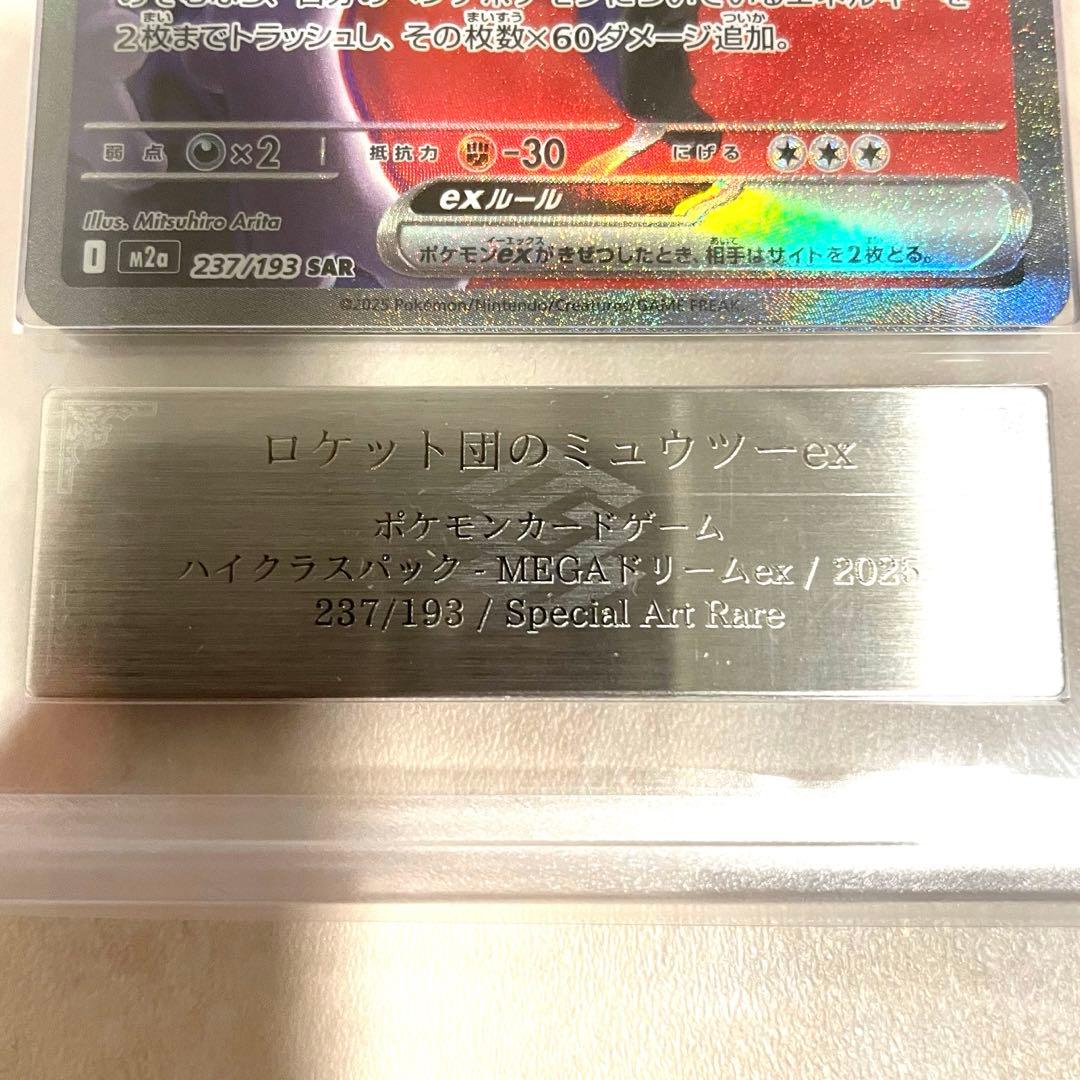 2枚までトラッシュし、その枚数×60ダメージ追加。
弱点 ×2 抵抗力 -30 にげる
exルール
ポケモンexがきぜつしたとき、相手はサイドを2枚とる。
Illus. Mitsuhiro Arita
I m2a 237/193 SAR
©2025 Pokémon/Nintendo/Creatures/GAME FREAK.
ロケット団のミュウツーex
ポケモンカードゲーム
ハイクラスパック - MEGAドリームex / 2025
237/193 / Special Art Rare